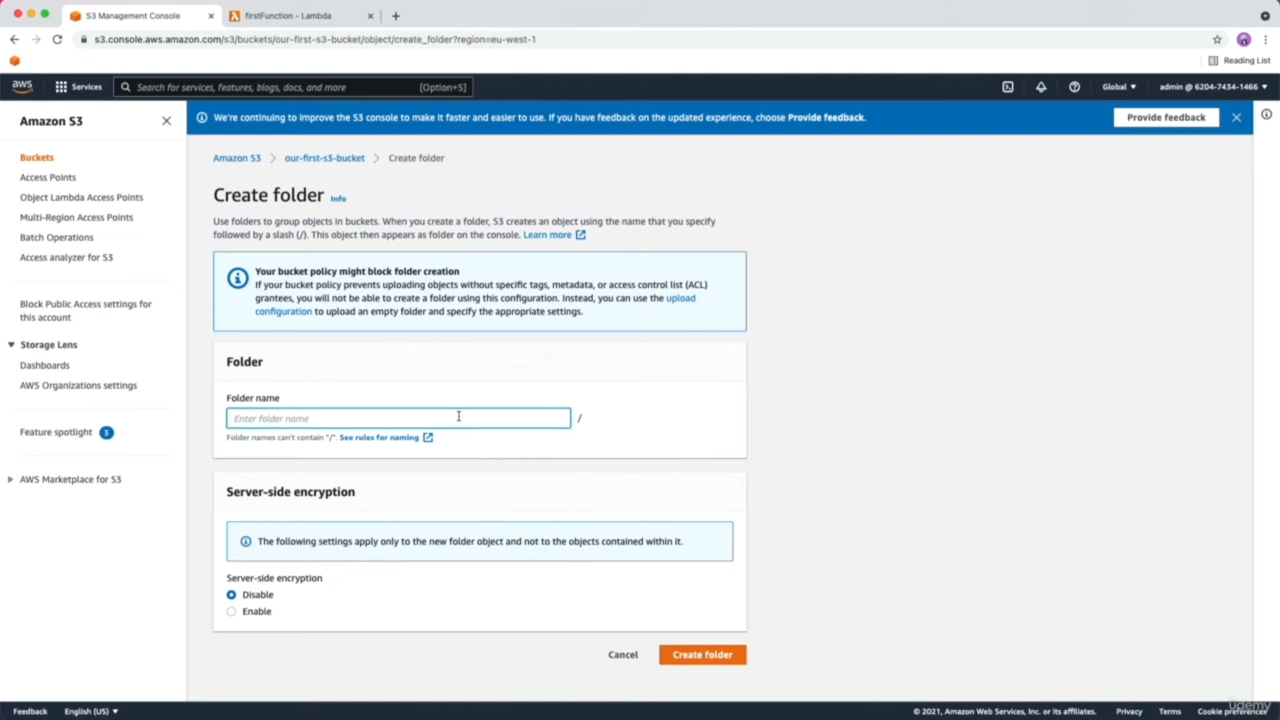 S3 Management Console
firstFunction - Lambda
s3.console.aws.amazon.com/s3/buckets/our-first-s3-bucket/object/create_folder?region=eu-west-1
Reading List
aws
Services
Search for services, features, blogs, docs, and more
[Option+S]
Global
admin @ 6204-7434-1466
Amazon S3
Buckets
Access Points
Object Lambda Access Points
Multi-Region Access Points
Batch Operations
Access analyzer for S3
Block Public Access settings for
this account
Storage Lens
Dashboards
AWS Organizations settings
Feature spotlight 3
AWS Marketplace for S3
We're continuing to improve the S3 console to make it faster and easier to use. If you have feedback on the updated experience, choose Provide feedback.
Provide feedback
Amazon S3 > our-first-s3-bucket > Create folder
Create folder Info
Use folders to group objects in buckets. When you create a folder, S3 creates an object using the name that you specify
followed by a slash (/). This object then appears as folder on the console. Learn more
Your bucket policy might block folder creation
If your bucket policy prevents uploading objects without specific tags, metadata, or access control list (ACL)
grantees, you will not be able to create a folder using this configuration. Instead, you can use the upload
configuration to upload an empty folder and specify the appropriate settings.
Folder
Folder name
Enter folder name
/
Folder names can't contain "/". See rules for naming
Server-side encryption
The following settings apply only to the new folder object and not to the objects contained within it.
Server-side encryption
Disable
Enable
Cancel
Create folder
Feedback
English (US)
© 2021, Amazon Web Services, Inc. or its affiliates.
Privacy
Terms
Cookie preferences
udemy